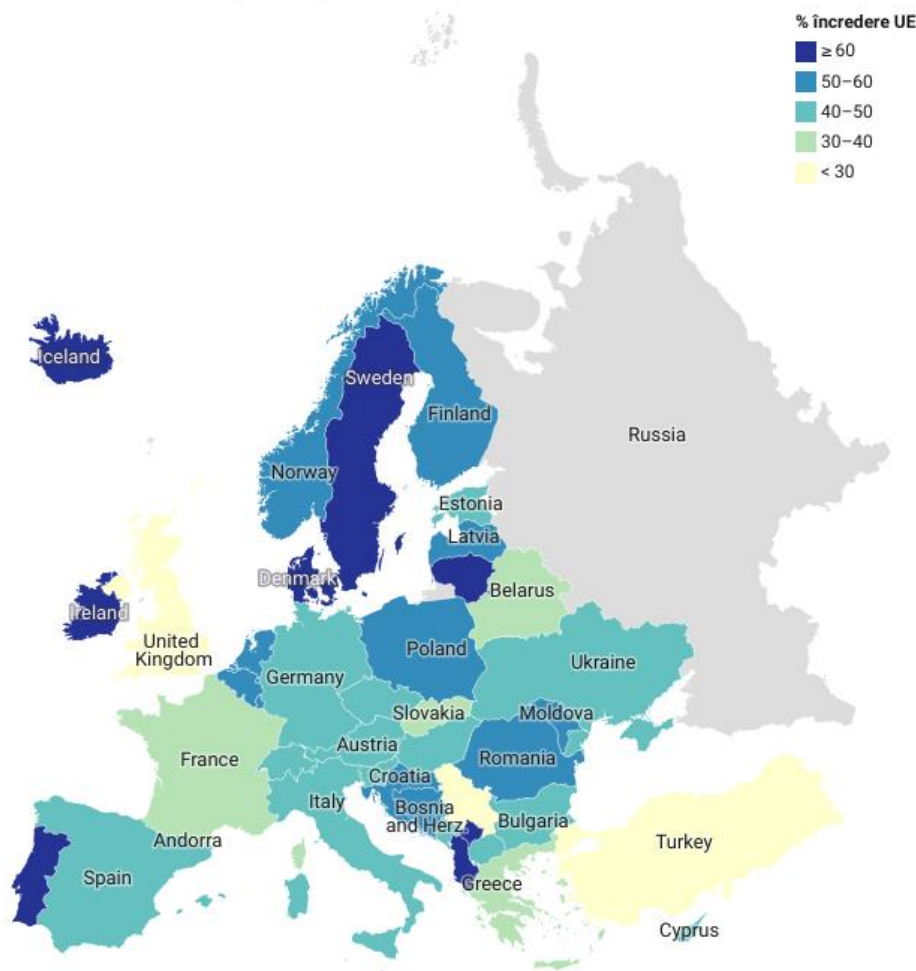 % încredere UE
≥ 60
50–60
40–50
30–40
< 30
Iceland
Sweden
Finland
Russia
Norway
Estonia
Latvia
Denmark
Belarus
Ireland
United
Kingdom
Poland
Ukraine
Germany
Slovakia
Moldova
Austria
France
Romania
Croatia
Italy
Bosnia
and Herz.
Bulgaria
Andorra
Turkey
Spain
Greece
Cyprus